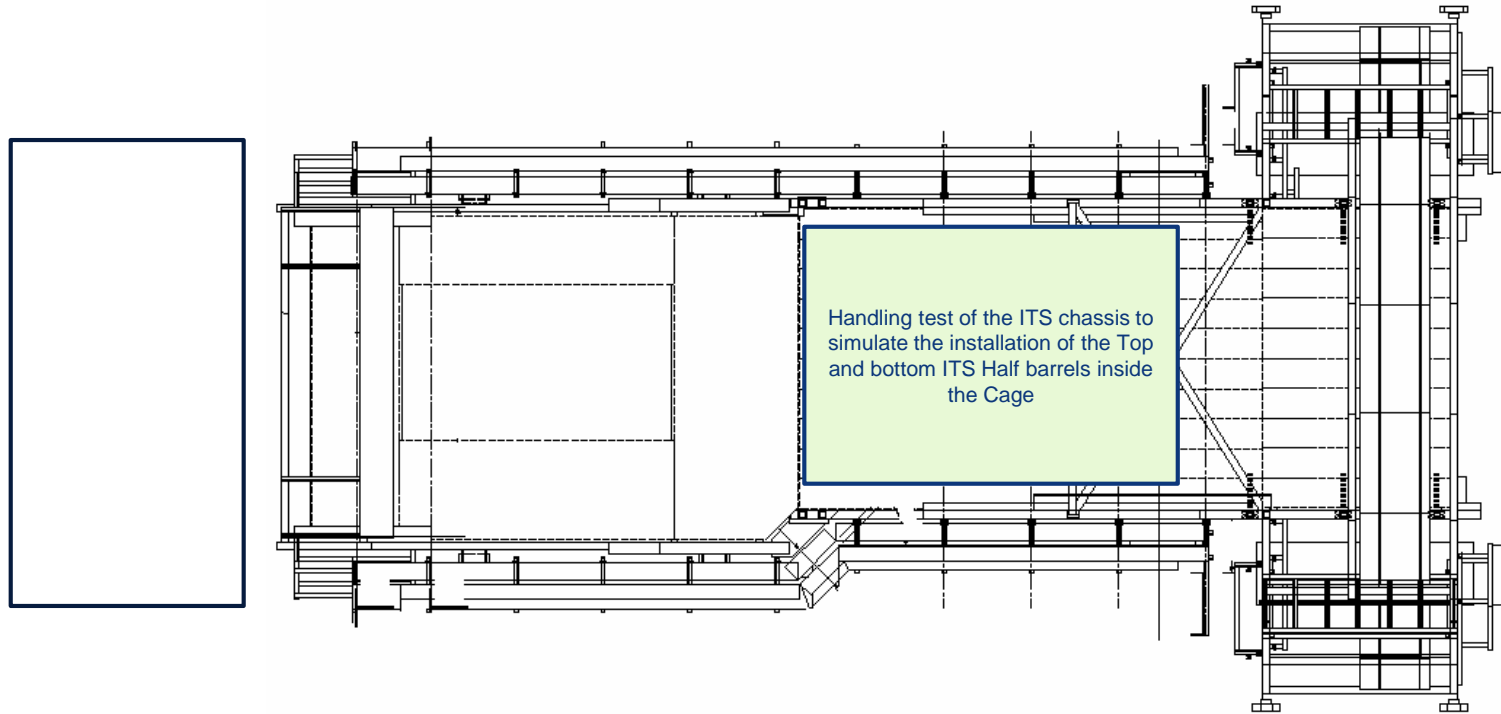 Handling test of the ITS chassis to
simulate the installation of the Top
and bottom ITS Half barrels inside
the Cage